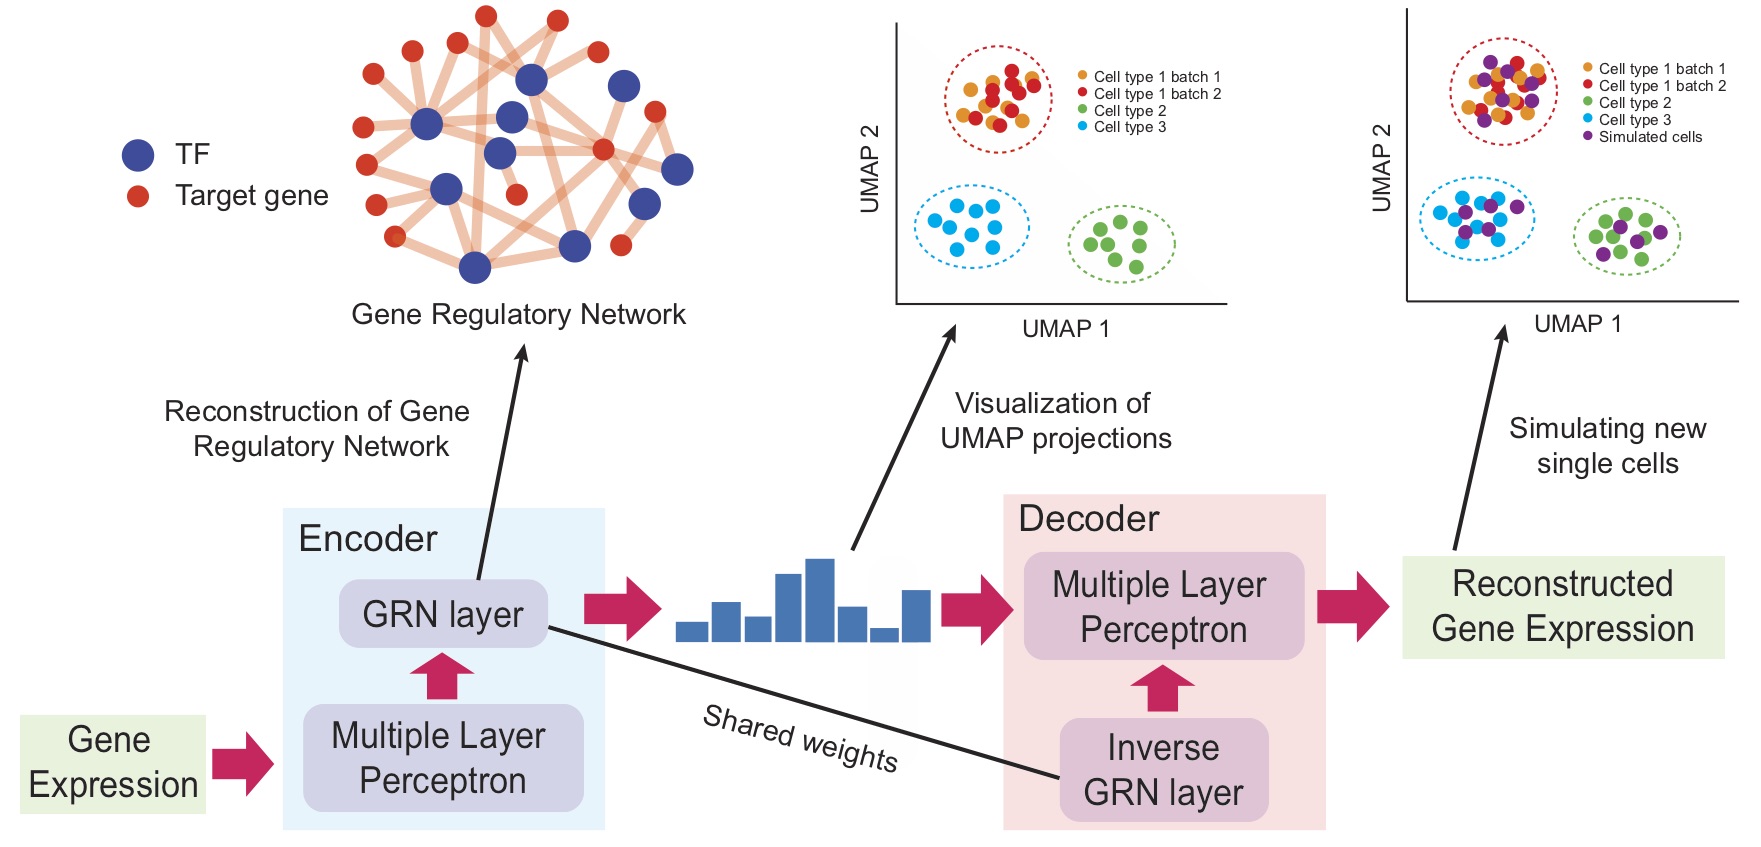 TF
Target gene
Gene Regulatory Network
UMAP 2
Cell type 1 batch 1
Cell type 1 batch 2
Cell type 2
Cell type 3
UMAP 1
UMAP 2
Cell type 1 batch 1
Cell type 1 batch 2
Cell type 2
Cell type 3
Simulated cells
UMAP 1
Reconstruction of Gene
Regulatory Network
Visualization of
UMAP projections
Simulating new
single cells
Encoder
GRN layer
Multiple Layer
Perceptron
Gene
Expression
Shared weights
Decoder
Multiple Layer
Perceptron
Inverse
GRN layer
Reconstructed
Gene Expression